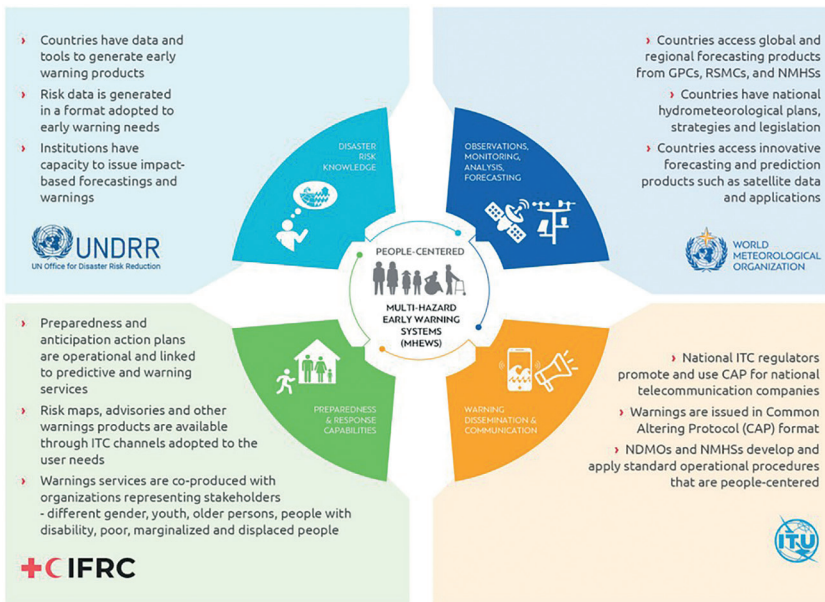 › Countries have data and
tools to generate early
warning products
› Risk data is generated
in a format adopted to
early warning needs
› Institutions have
capacity to issue impact-
based forecastings and
warnings
UNDRR
UN Office for Disaster Risk Reduction
DISASTER
RISK
KNOWLEDGE
OBSERVATIONS,
MONITORING,
ANALYSIS,
FORECASTING
› Countries access global and
regional forecasting products
from GPCs, RSMCs, and NMHSs
› Countries have national
hydrometeorological plans,
strategies and legislation
› Countries access innovative
forecasting and prediction
products such as satellite data
and applications
WORLD
METEOROLOGICAL
ORGANIZATION
PEOPLE-CENTERED
MULTI-HAZARD
EARLY WARNING
SYSTEMS
(MHEWS)
› Preparedness and
anticipation action plans
are operational and linked
to predictive and warning
services
› Risk maps, advisories and other
warnings products are available
through ITC channels adopted to the
user needs
› Warnings services are co-produced with
organizations representing stakeholders
- different gender, youth, older persons, people with
disability, poor, marginalized and displaced people
IFRC
PREPAREDNESS
& RESPONSE
CAPABILITIES
WARNING
DISSEMINATION &
COMMUNICATION
› National ITC regulators
promote and use CAP for national
telecommunication companies
› Warnings are issued in Common
Altering Protocol (CAP) format
› NDMOs and NMHSs develop and
apply standard operational procedures
that are people-centered
ITU